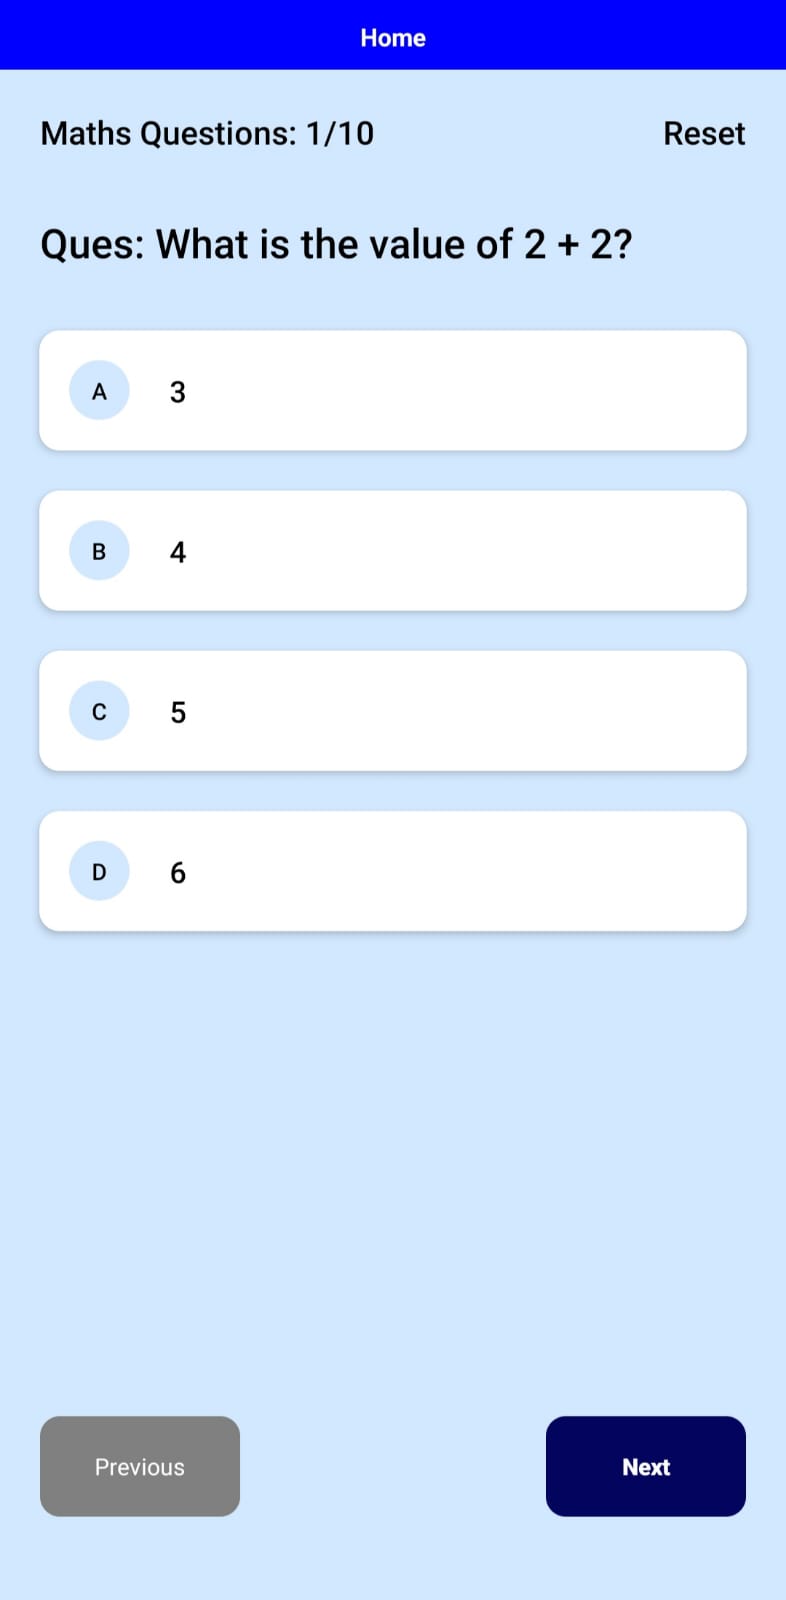 Home
Maths Questions: 1/10 Reset
Ques: What is the value of 2 + 2?
A 3
B 4
C 5
D 6
Previous Next